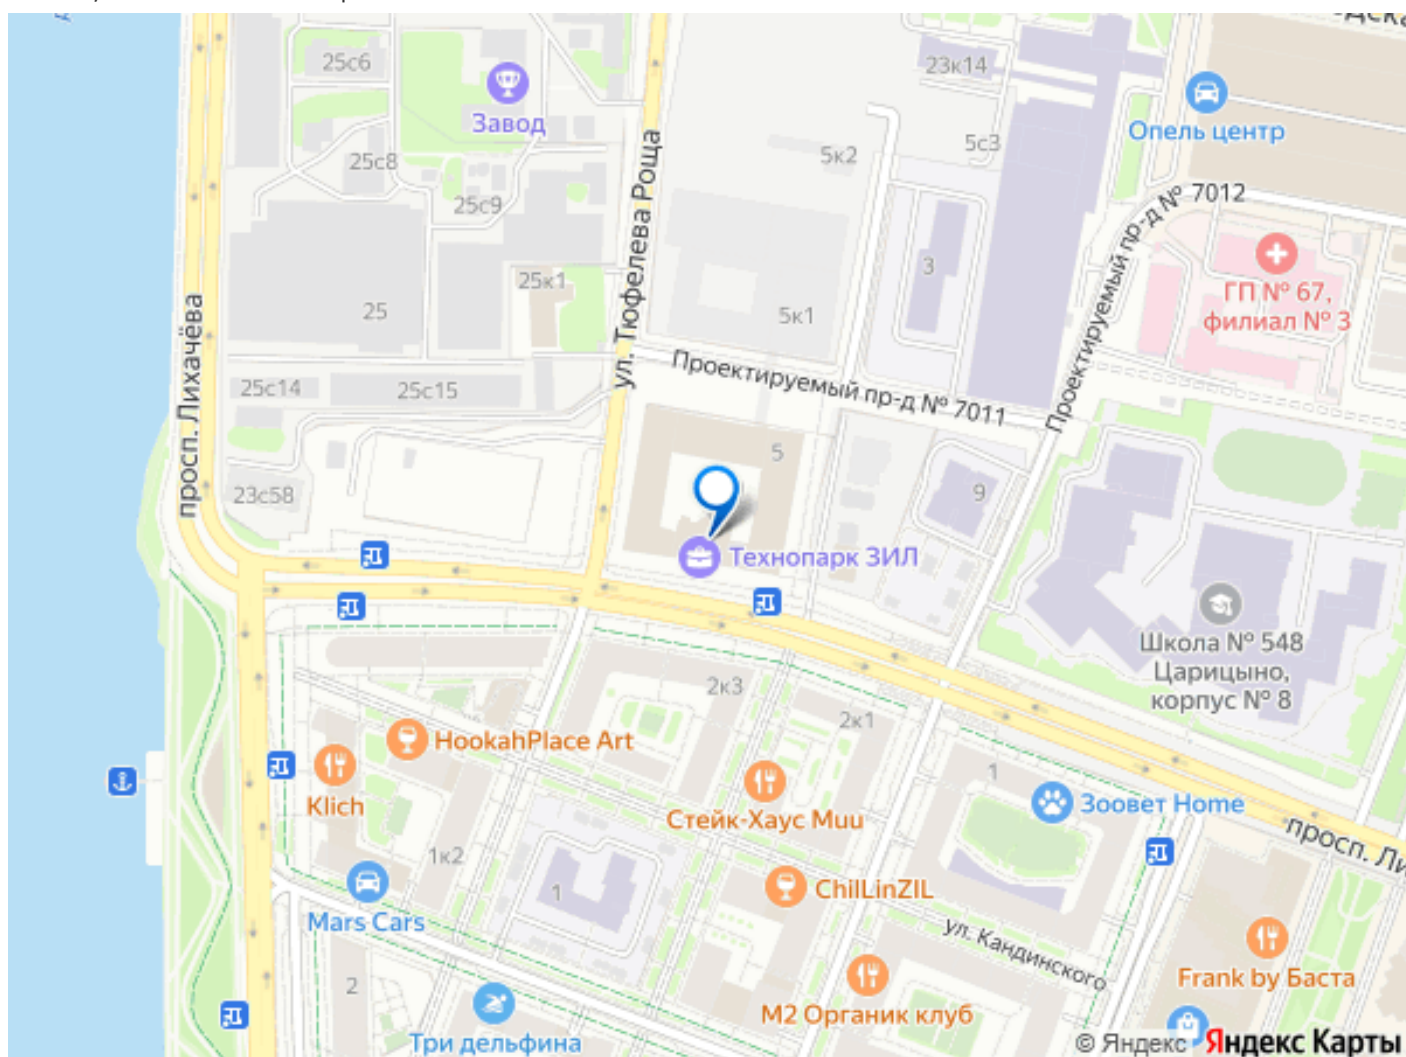 25с6
Завод
23к14
Опель центр
25с8
5к2
5с3
25с9
ул. Тюфелева Роща
Проектируемый пр-д № 7012
3
25к1
ГП № 67,
филиал № 3
25
5к1
просп. Лихачёва
Проектируемый пр-д № 7011
25с14
25с15
5
23с58
9
Технопарк ЗИЛ
Школа № 548
Царицыно,
корпус № 8
2к3
2к1
HookahPlace Art
1
Klich
Стейк-Хаус Muu
Зоовет Home
просп. Ли
1к2
1
ChilLinZIL
Mars Cars
ул. Кандинского
Frank by Баста
2
М2 Органик клуб
Три дельфина
© Яндекс Яндекс Карты